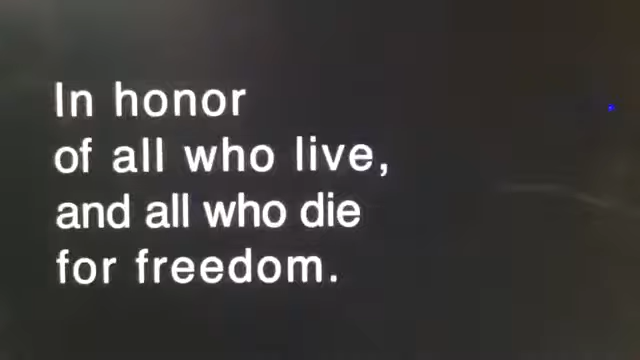 In honor
of all who live,
and all who die
for freedom.